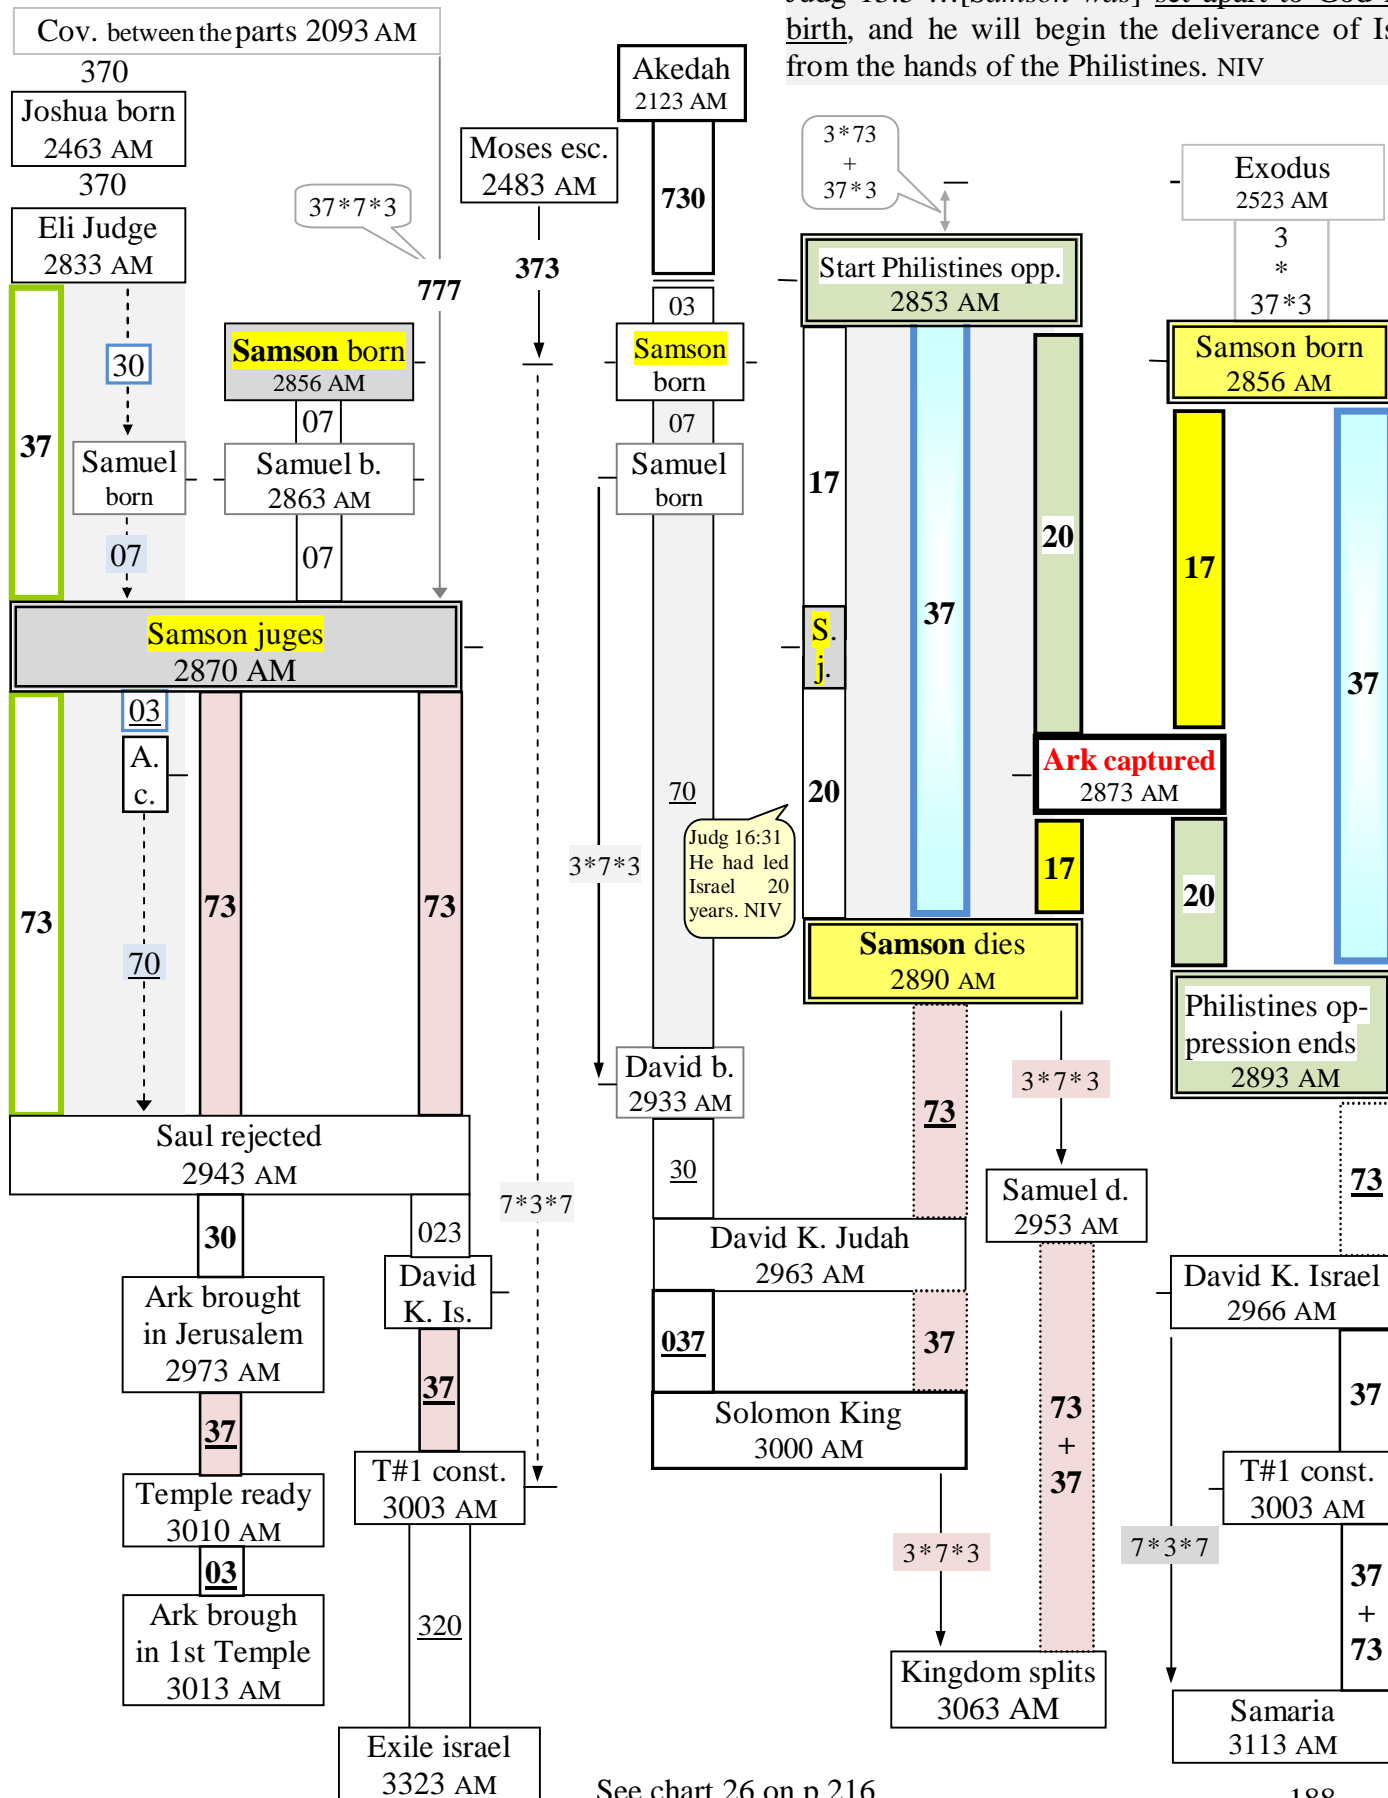 Judg 13:5 …[Samson was] set apart to God
birth, and he will begin the deliverance of Is
from the hands of the Philistines. NIV
Cov. between the parts 2093 AM
370
Joshua born
2463 AM
370
Eli Judge
2833 AM
37
30
Samuel
born
07
37*7*3
777
Samson born
2856 AM
07
Samuel b.
2863 AM
07
Samson juges
2870 AM
73
03
A.
c.
70
73
73
Saul rejected
2943 AM
30
Ark brought
in Jerusalem
2973 AM
37
Temple ready
3010 AM
03
Ark brough
in 1st Temple
3013 AM
023
David
K. Is.
37
T#1 const.
3003 AM
320
Exile israel
3323 AM
Moses esc.
2483 AM
373
7*3*7
Akedah
2123 AM
730
03
Samson
born
07
Samuel
born
3*7*3
70
David b.
2933 AM
30
David K. Judah
2963 AM
037
37
Solomon King
3000 AM
3*7*3
Kingdom splits
3063 AM
3*73
+
37*3
Start Philistines opp.
2853 AM
17
S.
j.
20
Judg 16:31
He had led
Israel 20
years. NIV
37
20
Ark captured
2873 AM
17
Samson dies
2890 AM
73
3*7*3
Samuel d.
2953 AM
73
+
37
Exodus
2523 AM
3
*
37*3
Samson born
2856 AM
17
37
20
Philistines op-
pression ends
2893 AM
73
David K. Israel
2966 AM
37
T#1 const.
3003 AM
7*3*7
37
+
73
Samaria
3113 AM
See chart 26 on p.216
188